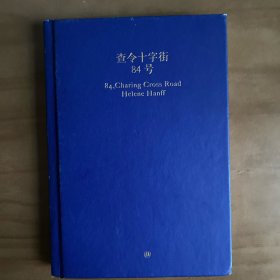 查令十字街
84号
84, Charing Cross Road
Helene Hanff